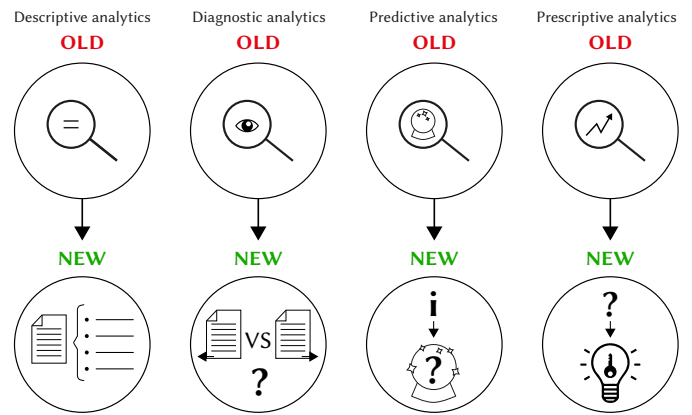 Descriptive analytics
OLD
Diagnostic analytics
OLD
Predictive analytics
OLD
Prescriptive analytics
OLD
=
NEW
NEW
VS
?
NEW
i
?
NEW
?